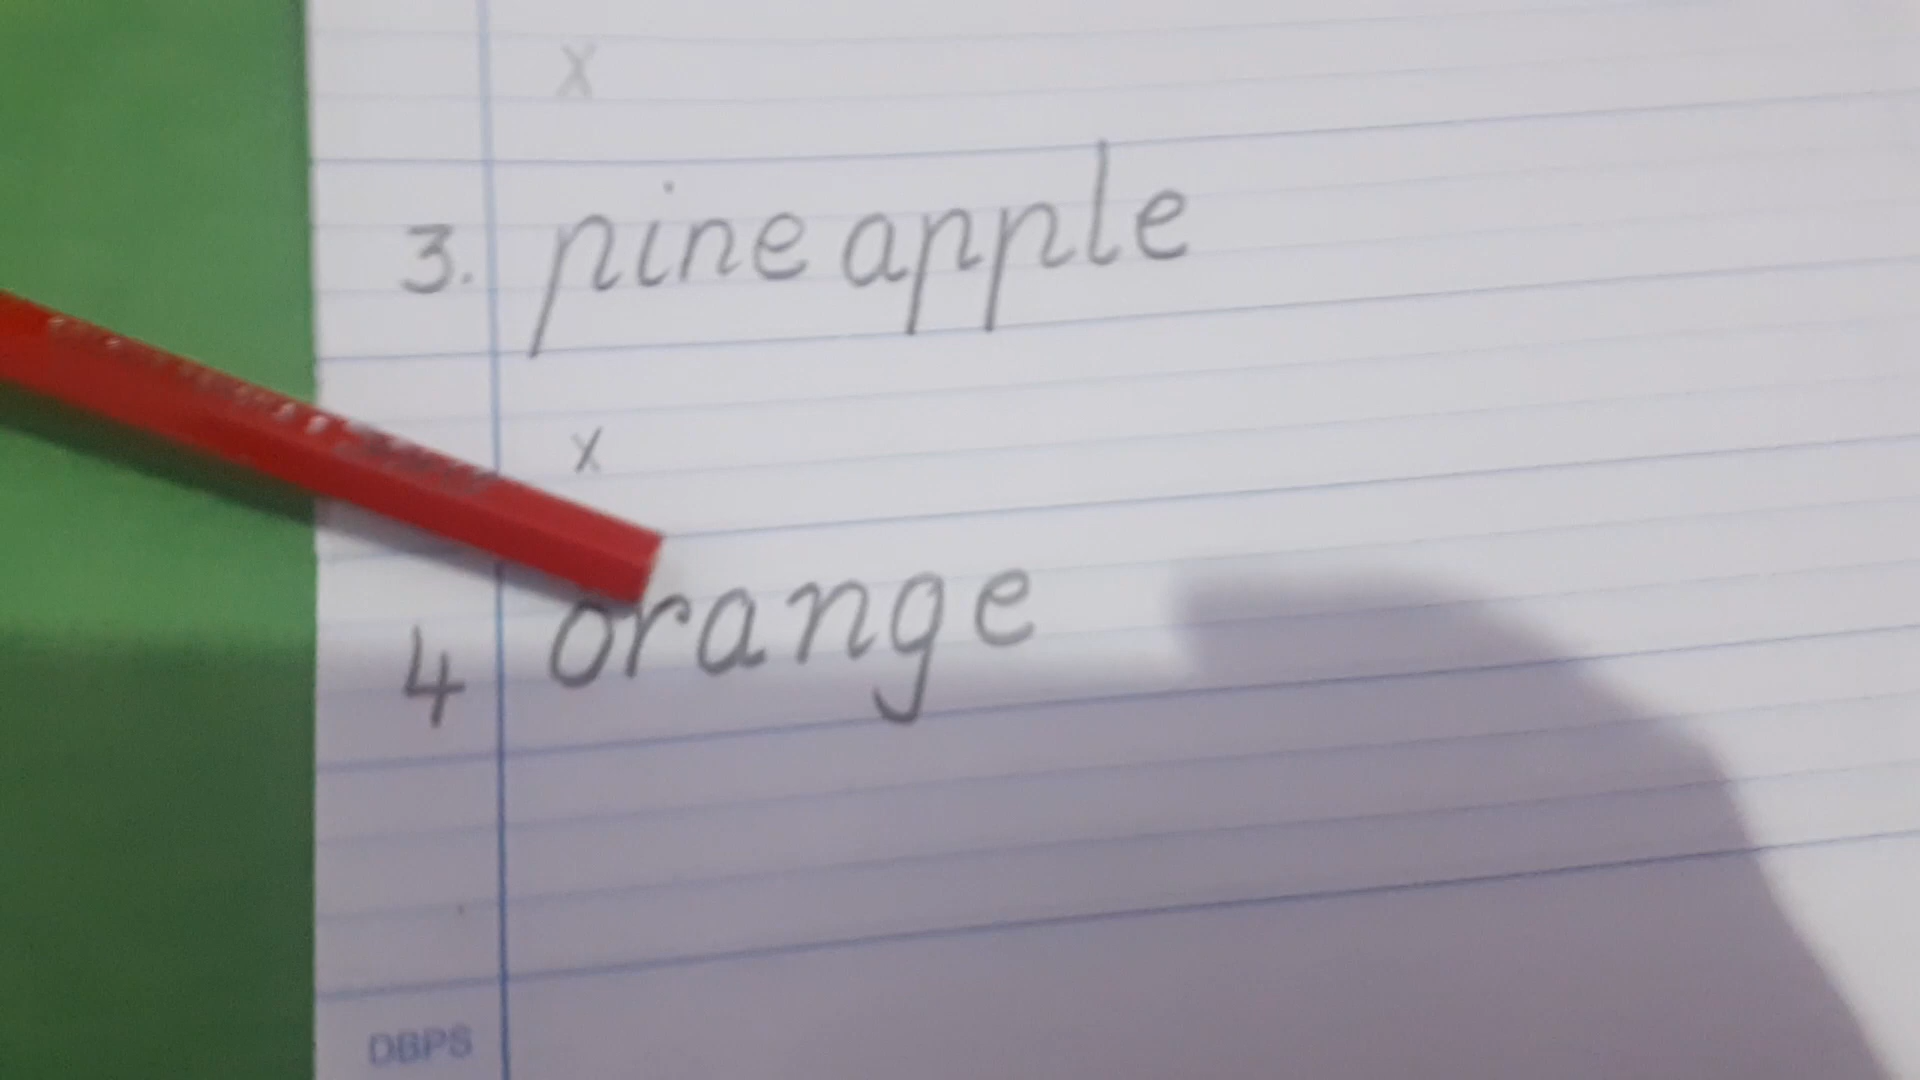 x
3. pine apple
x
4 orange
DBPS